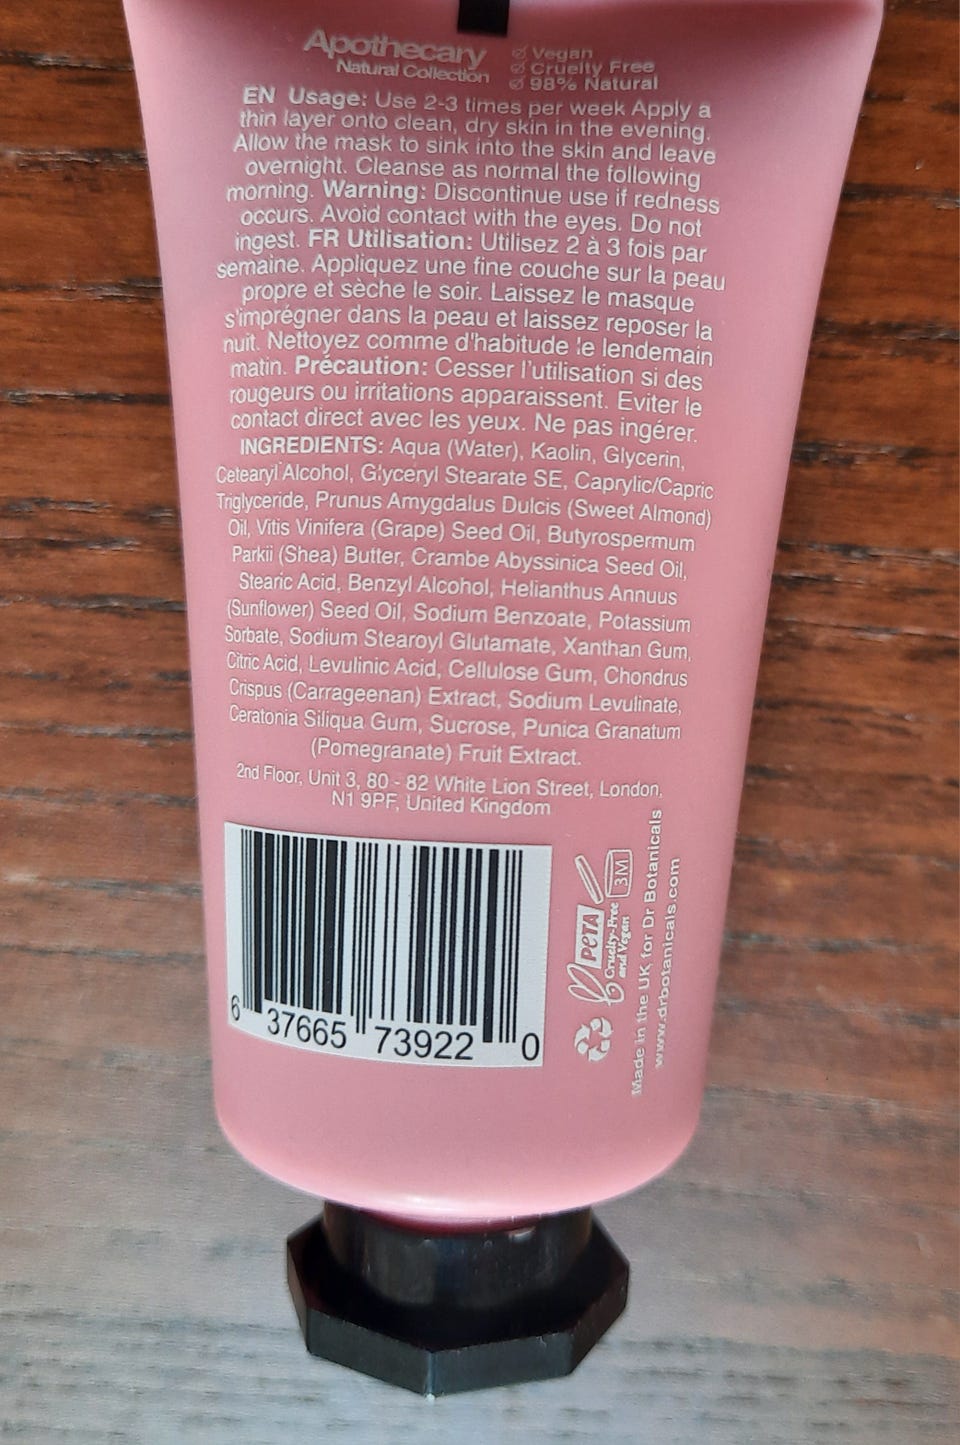 Apothecary
Natural Collection
Vegan
Cruelty Free
98% Natural
EN Usage: Use 2-3 times per week Apply a
thin layer onto clean, dry skin in the evening.
Allow the mask to sink into the skin and leave
overnight. Cleanse as normal the following
morning. Warning: Discontinue use if redness
occurs. Avoid contact with the eyes. Do not
ingest. FR Utilisation: Utilisez 2 à 3 fois par
semaine. Appliquez une fine couche sur la peau
propre et sèche le soir. Laissez le masque
s'imprégner dans la peau et laissez reposer la
nuit. Nettoyez comme d'habitude le lendemain
matin. Précaution: Cesser l'utilisation si des
rougeurs ou irritations apparaissent. Eviter le
contact direct avec les yeux. Ne pas ingérer.
INGREDIENTS: Aqua (Water), Kaolin, Glycerin,
Cetearyl Alcohol, Glyceryl Stearate SE, Caprylic/Capric
Triglyceride, Prunus Amygdalus Dulcis (Sweet Almond)
Oil, Vitis Vinifera (Grape) Seed Oil, Butyrospermum
Parkii (Shea) Butter, Crambe Abyssinica Seed Oil,
Stearic Acid, Benzyl Alcohol, Helianthus Annuus
(Sunflower) Seed Oil, Sodium Benzoate, Potassium
Sorbate, Sodium Stearoyl Glutamate, Xanthan Gum,
Citric Acid, Levulinic Acid, Cellulose Gum, Chondrus
Crispus (Carrageenan) Extract, Sodium Levulinate,
Ceratonia Siliqua Gum, Sucrose, Punica Granatum
(Pomegranate) Fruit Extract.
2nd Floor, Unit 3, 80 - 82 White Lion Street, London,
N1 9PF, United Kingdom
6 37665 73922 0
PETA
Cruelty-Free
and Vegan
3M
Made in the UK for Dr Botanicals
www.drbotanicals.com